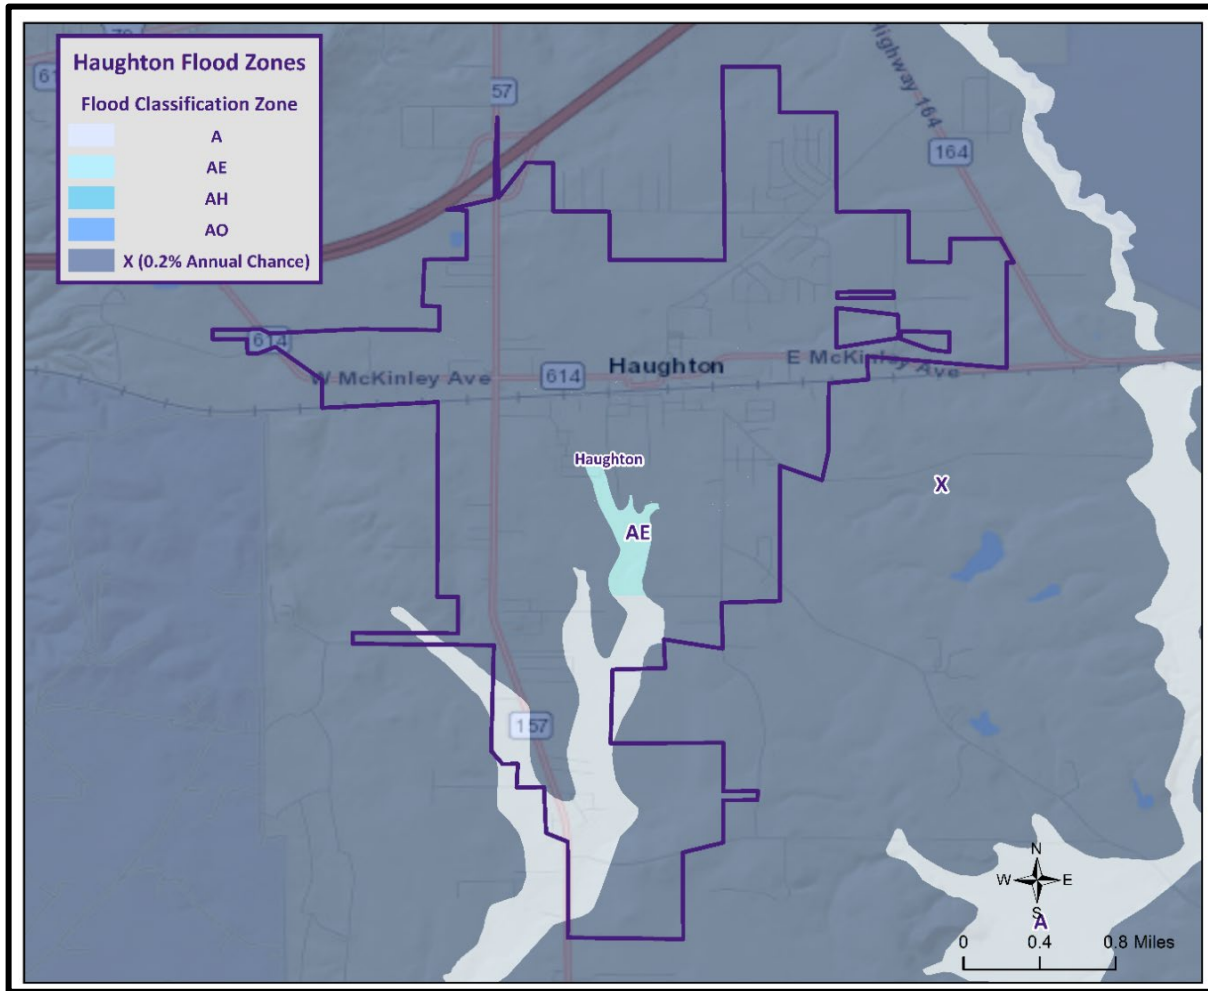 Haughton Flood Zones
Flood Classification Zone
A
AE
AH
AO
X (0.2% Annual Chance)
57
Highway 164
164
614
W McKinley Ave
614
Haughton
E McKinley Ave
Haughton
AE
X
157
N
W E
S
A
0 0.4 0.8 Miles